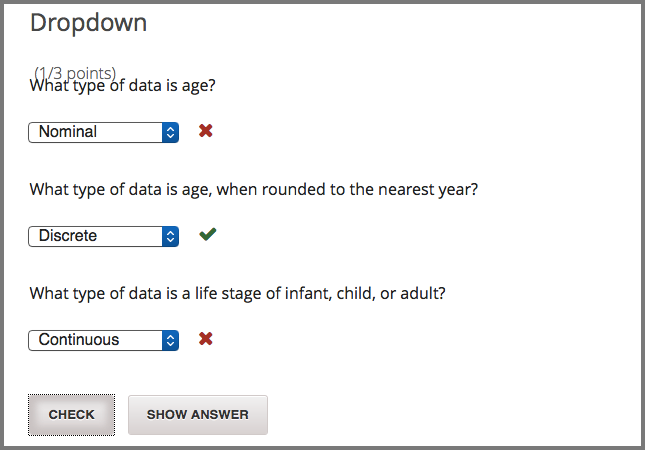 Dropdown
(1/3 points)
What type of data is age?
Nominal
What type of data is age, when rounded to the nearest year?
Discrete
What type of data is a life stage of infant, child, or adult?
Continuous
CHECK SHOW ANSWER